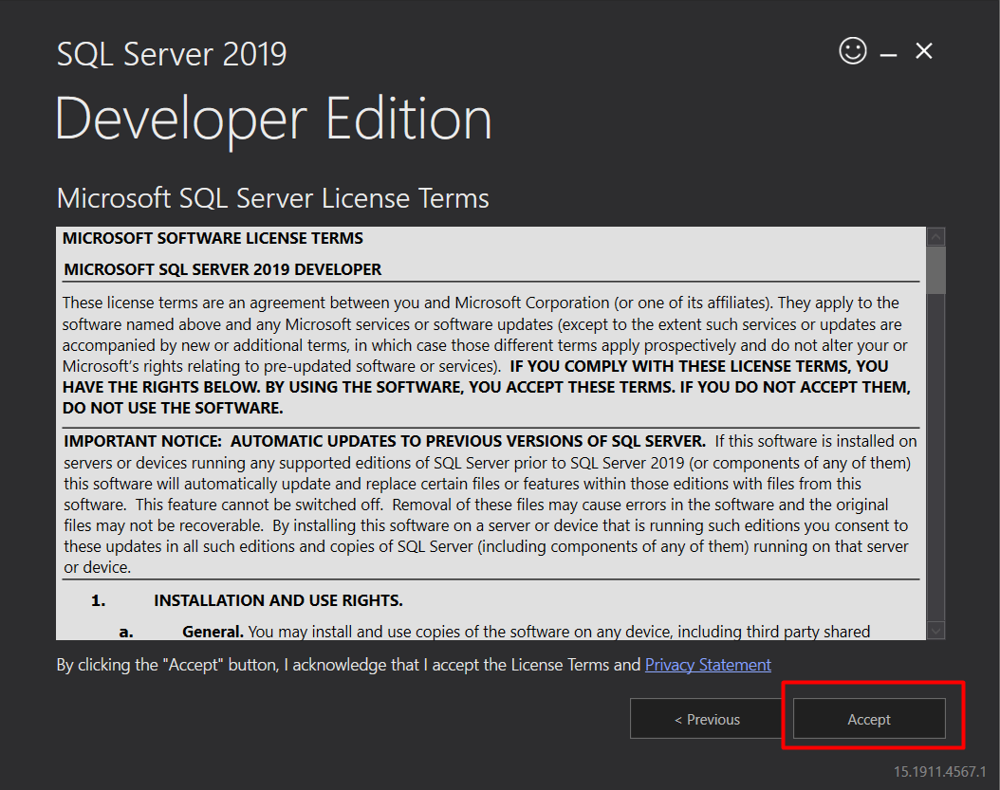 SQL Server 2019
Developer Edition
Microsoft SQL Server License Terms
MICROSOFT SOFTWARE LICENSE TERMS
MICROSOFT SQL SERVER 2019 DEVELOPER
These license terms are an agreement between you and Microsoft Corporation (or one of its affiliates). They apply to the
software named above and any Microsoft services or software updates (except to the extent such services or updates are
accompanied by new or additional terms, in which case those different terms apply prospectively and do not alter your or
Microsoft’s rights relating to pre-updated software or services). IF YOU COMPLY WITH THESE LICENSE TERMS, YOU
HAVE THE RIGHTS BELOW. BY USING THE SOFTWARE, YOU ACCEPT THESE TERMS. IF YOU DO NOT ACCEPT THEM,
DO NOT USE THE SOFTWARE.
IMPORTANT NOTICE: AUTOMATIC UPDATES TO PREVIOUS VERSIONS OF SQL SERVER. If this software is installed on
servers or devices running any supported editions of SQL Server prior to SQL Server 2019 (or components of any of them)
this software will automatically update and replace certain files or features within those editions with files from this
software. This feature cannot be switched off. Removal of these files may cause errors in the software and the original
files may not be recoverable. By installing this software on a server or device that is running such editions you consent to
these updates in all such editions and copies of SQL Server (including components of any of them) running on that server
or device.
1. INSTALLATION AND USE RIGHTS.
a. General. You may install and use copies of the software on any device, including third party shared
By clicking the "Accept" button, I acknowledge that I accept the License Terms and Privacy Statement
< Previous
Accept
15.1911.4567.1